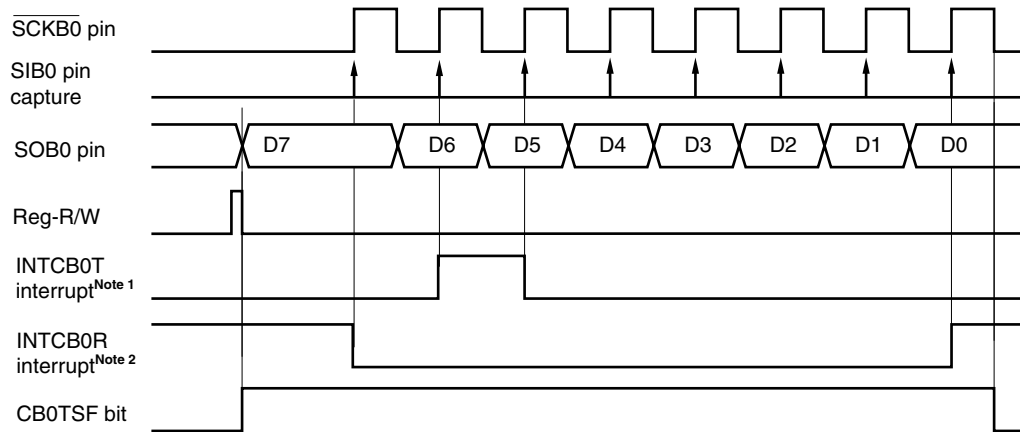 SCKB0 pin
SIB0 pin
capture
SOB0 pin
D7 D6 D5 D4 D3 D2 D1 D0
Reg-R/W
INTCB0T
interruptNote 1
INTCB0R
interruptNote 2
CB0TSF bit